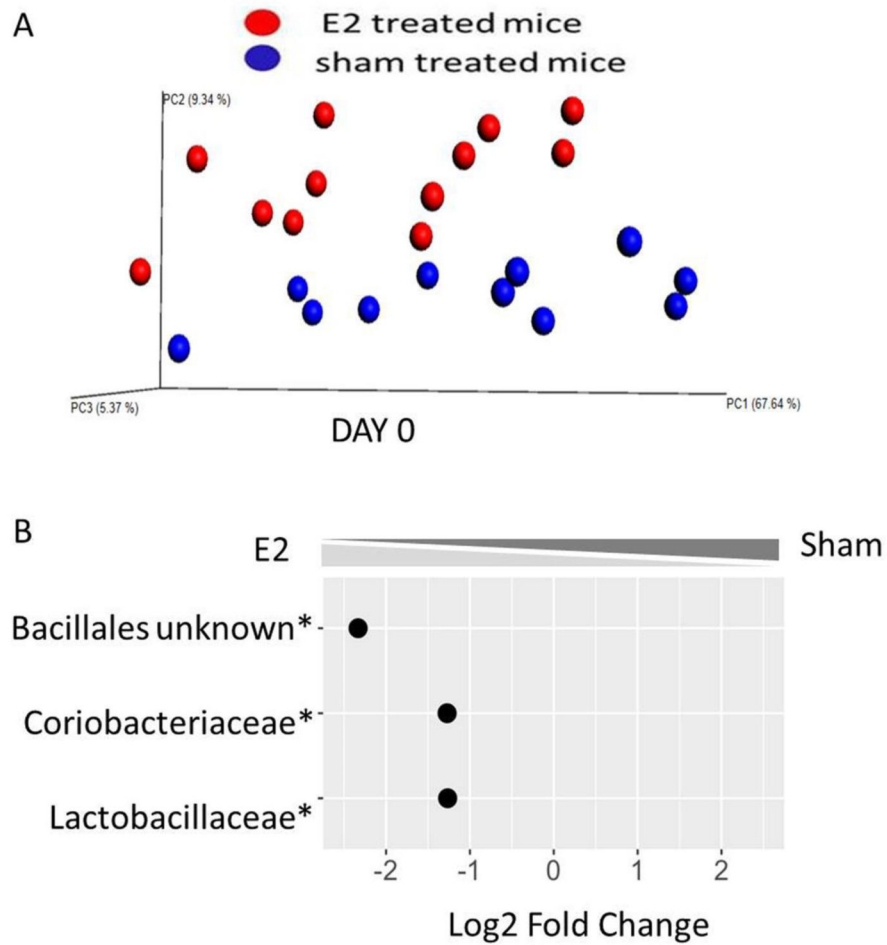 A
E2 treated mice
sham treated mice
PC2 (9.34 %)
PC3 (5.37 %)
PC1 (67.64 %)
DAY 0
B
E2
Sham
Bacillales unknown*
Coriobacteriaceae*
Lactobacillaceae*
-2 -1 0 1 2
Log2 Fold Change